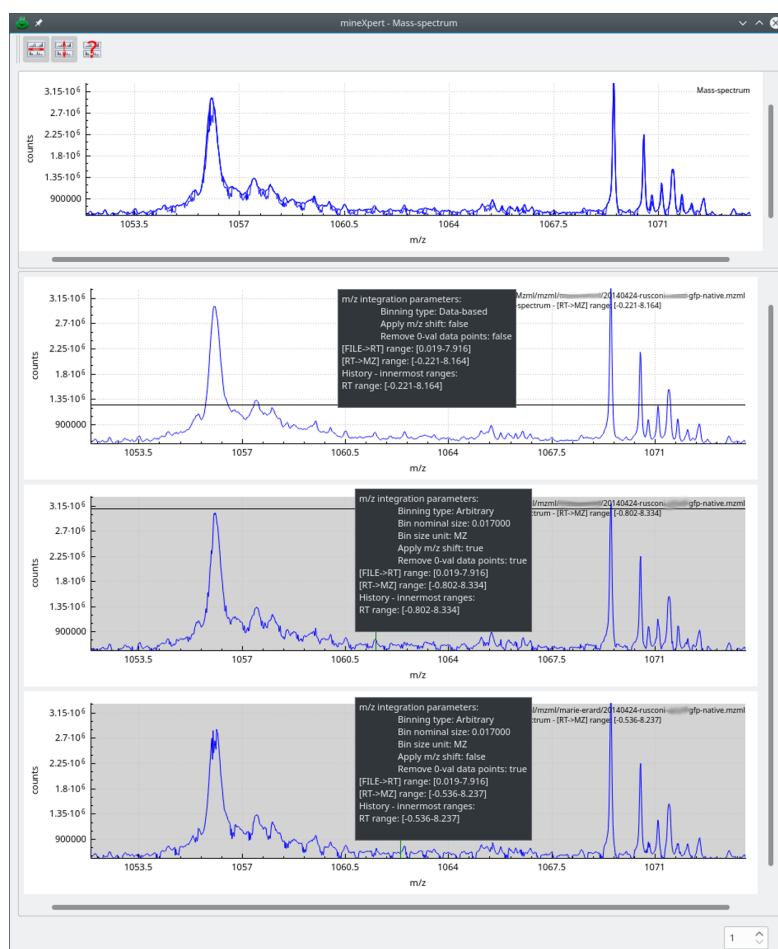 mineXpert - Mass-spectrum
Mass-spectrum
3.15·10⁶
2.7·10⁶
2.25·10⁶
1.8·10⁶
1.35·10⁶
900000
counts
1053.5 1057 1060.5 1064 1067.5 1071
m/z
Mzml/mzml/ /20140424-rusconi- gfp-native.mzml
-spectrum - [RT->MZ] range: [-0.221-8.164]
m/z integration parameters:
Binning type: Data-based
Apply m/z shift: false
Remove 0-val data points: false
[FILE->RT] range: [0.019-7.916]
[RT->MZ] range: [-0.221-8.164]
History - innermost ranges:
RT range: [-0.221-8.164]
3.15·10⁶
2.7·10⁶
2.25·10⁶
1.8·10⁶
1.35·10⁶
900000
counts
1053.5 1057 1060.5 1064 1067.5 1071
m/z
/mzml/ /20140424-rusconi- gfp-native.mzml
trum - [RT->MZ] range: [-0.802-8.334]
m/z integration parameters:
Binning type: Arbitrary
Bin nominal size: 0.017000
Bin size unit: MZ
Apply m/z shift: true
Remove 0-val data points: true
[FILE->RT] range: [0.019-7.916]
[RT->MZ] range: [-0.802-8.334]
History - innermost ranges:
RT range: [-0.802-8.334]
3.15·10⁶
2.7·10⁶
2.25·10⁶
1.8·10⁶
1.35·10⁶
900000
counts
1053.5 1057 1060.5 1064 1067.5 1071
m/z
l/mzml/marie-erard/20140424-rusconi- gfp-native.mzml
trum - [RT->MZ] range: [-0.536-8.237]
m/z integration parameters:
Binning type: Arbitrary
Bin nominal size: 0.017000
Bin size unit: MZ
Apply m/z shift: false
Remove 0-val data points: true
[FILE->RT] range: [0.019-7.916]
[RT->MZ] range: [-0.536-8.237]
History - innermost ranges:
RT range: [-0.536-8.237]
3.15·10⁶
2.7·10⁶
2.25·10⁶
1.8·10⁶
1.35·10⁶
900000
counts
1053.5 1057 1060.5 1064 1067.5 1071
m/z
1